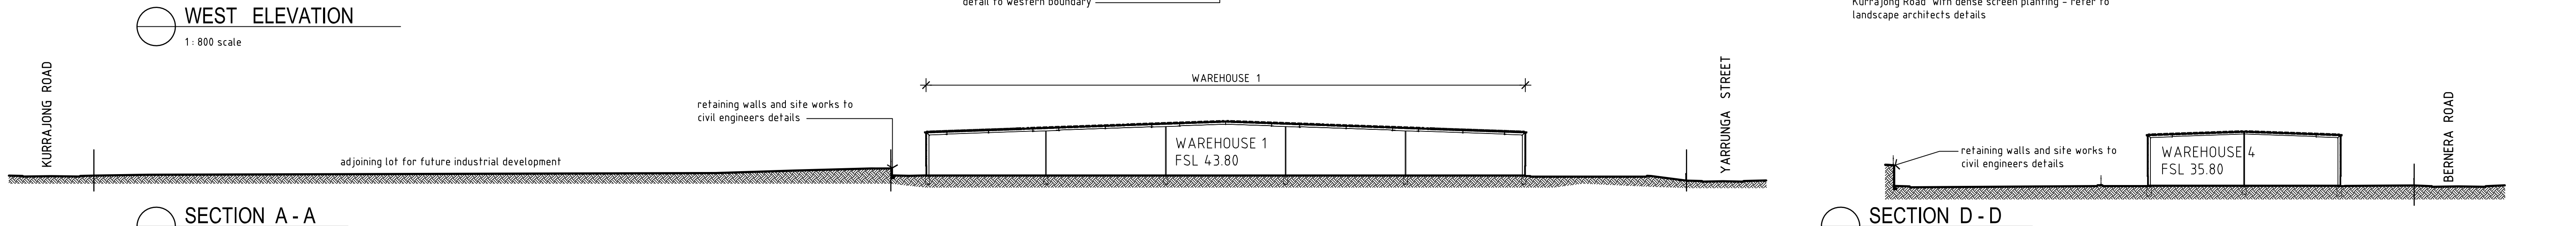 WEST ELEVATION
1 : 800 scale
detail to western boundary
Kurrajong Road with dense screen planting - refer to
landscape architects details
KURRAJONG ROAD
adjoining lot for future industrial development
retaining walls and site works to
civil engineers details
WAREHOUSE 1
WAREHOUSE 1
FSL 43.80
YARRUNGA STREET
SECTION A - A
retaining walls and site works to
civil engineers details
WAREHOUSE 4
FSL 35.80
BERNERA ROAD
SECTION D - D